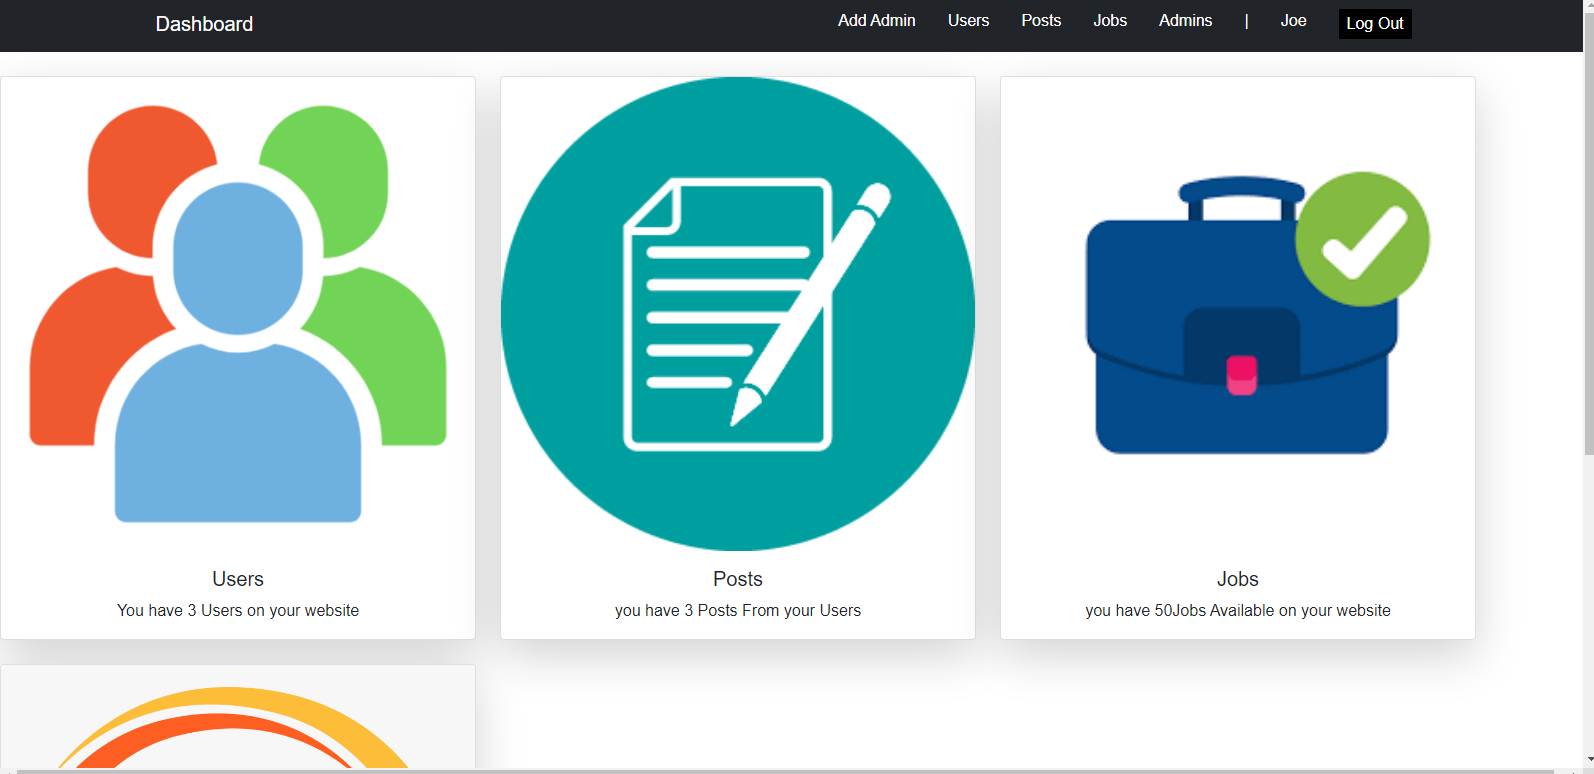 Dashboard
Add Admin Users Posts Jobs Admins | Joe Log Out
Users
You have 3 Users on your website
Posts
you have 3 Posts From your Users
Jobs
you have 50Jobs Available on your website